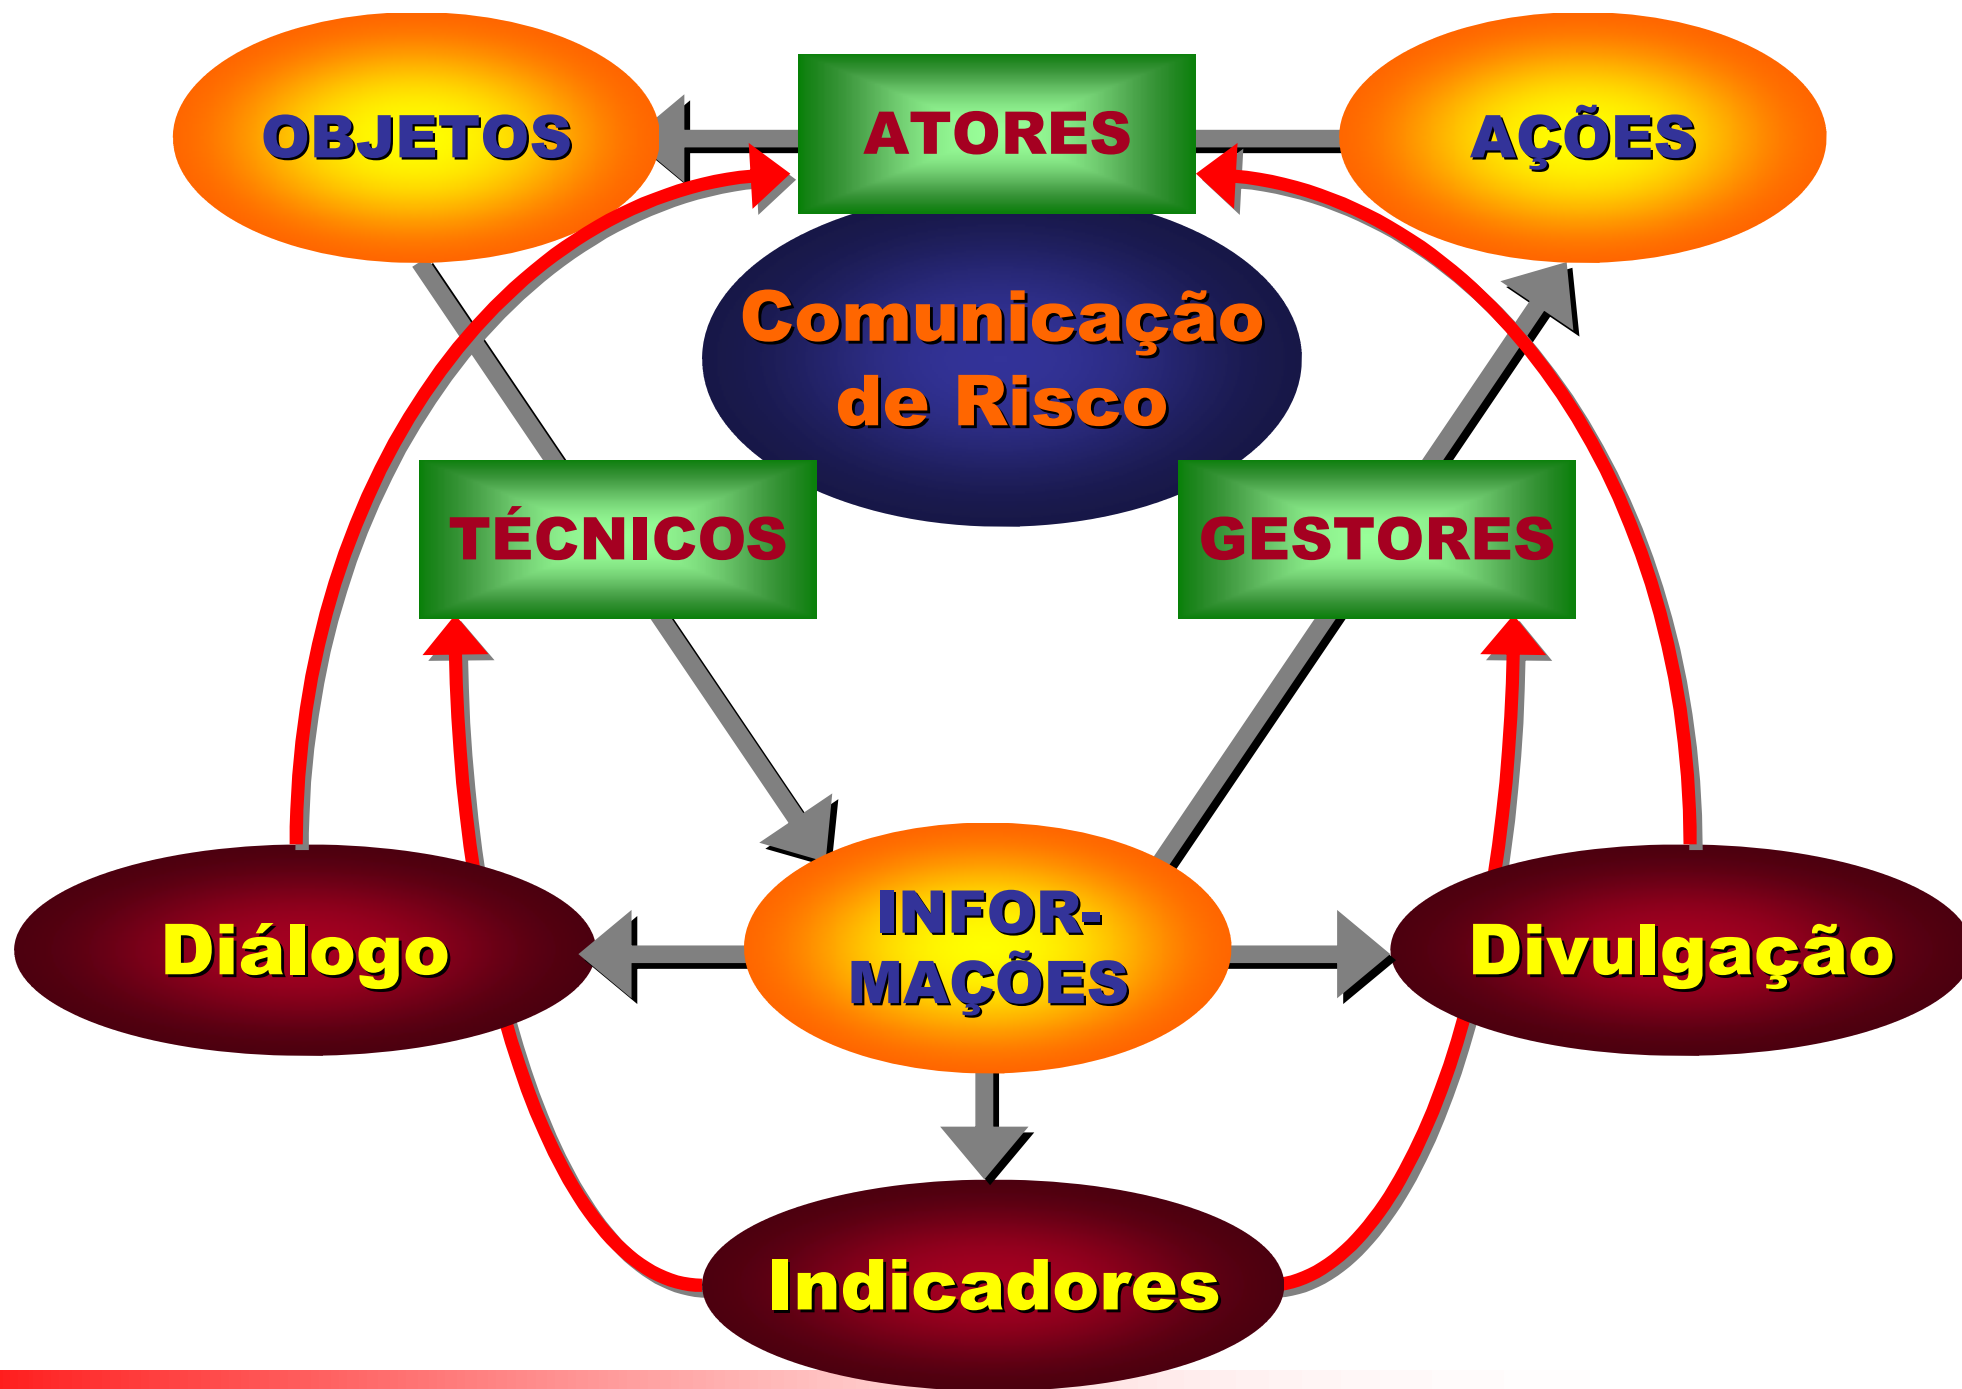 OBJETOS
ATORES
AÇÕES
Comunicação
de Risco
TÉCNICOS
GESTORES
Diálogo
INFOR-
MAÇÕES
Divulgação
Indicadores